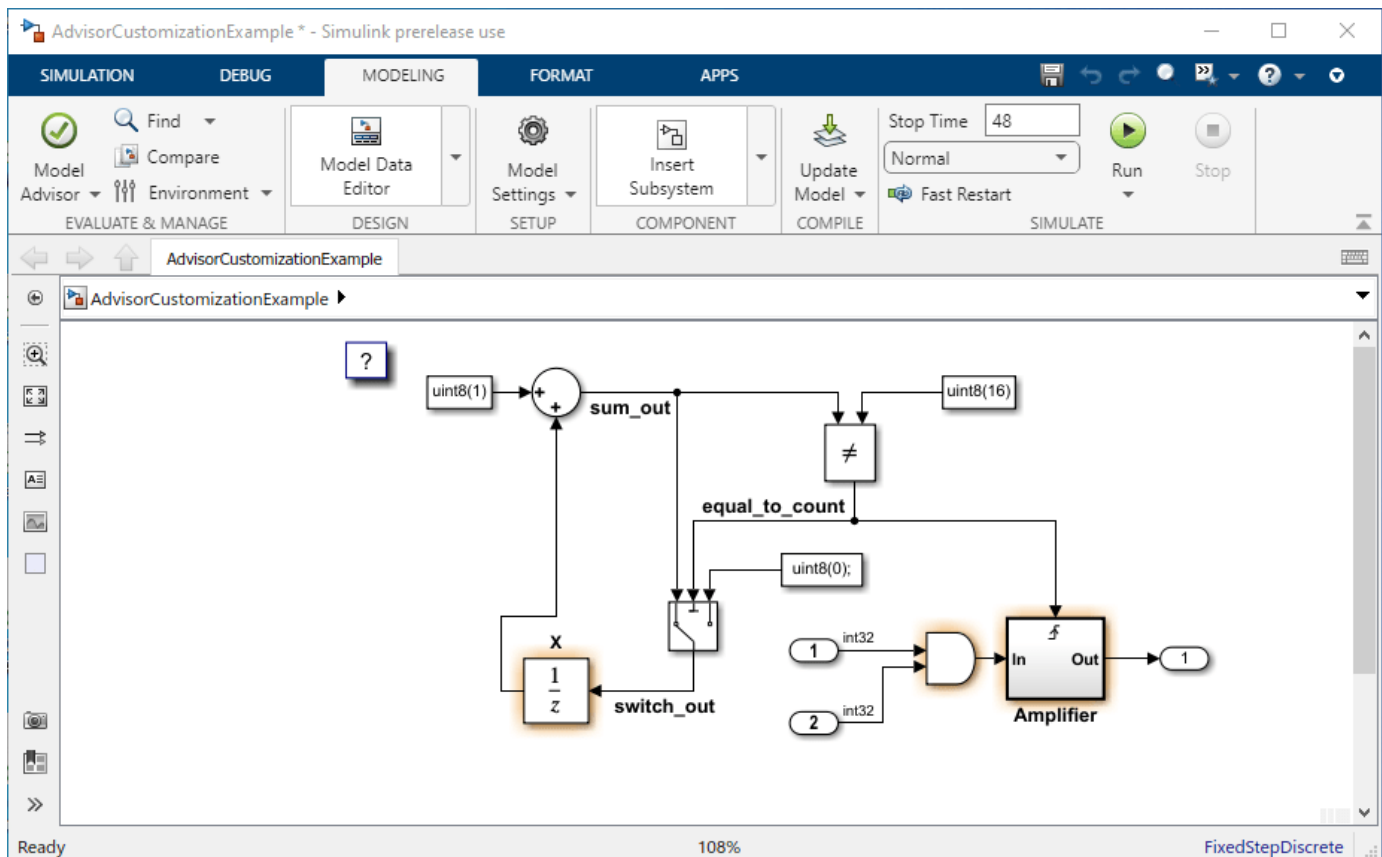 AdvisorCustomizationExample * - Simulink prerelease use
SIMULATION DEBUG MODELING FORMAT APPS
Model
Advisor
Find
Compare
Environment
EVALUATE & MANAGE
Model Data
Editor
DESIGN
Model
Settings
SETUP
Insert
Subsystem
COMPONENT
Update
Model
COMPILE
Stop Time 48
Normal
Fast Restart
Run
Stop
SIMULATE
AdvisorCustomizationExample
AdvisorCustomizationExample
?
uint8(1)
+
+
sum_out
uint8(16)
≠
equal_to_count
uint8(0);
X
1
z
switch_out
1
int32
2
int32
In Out
Amplifier
1
Ready 108% FixedStepDiscrete